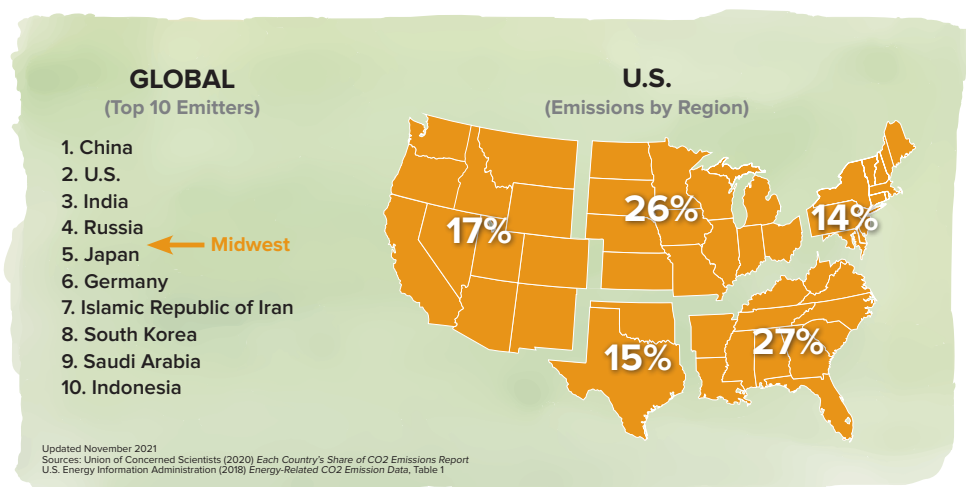 GLOBAL
(Top 10 Emitters)
1. China
2. U.S.
3. India
4. Russia
Midwest
5. Japan
6. Germany
7. Islamic Republic of Iran
8. South Korea
9. Saudi Arabia
10. Indonesia
U.S.
(Emissions by Region)
17%
26%
14%
15%
27%
Updated November 2021
Sources: Union of Concerned Scientists (2020) Each Country's Share of CO2 Emissions Report
U.S. Energy Information Administration (2018) Energy-Related CO2 Emission Data, Table 1